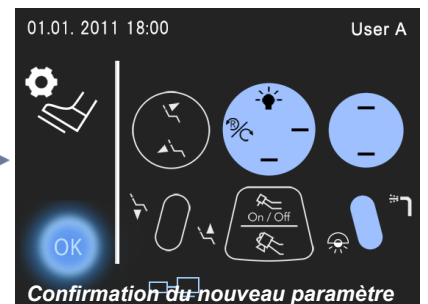 01.01. 2011 18:00
User A
R/C
On / Off
OK
Confirmation du nouveau paramètre